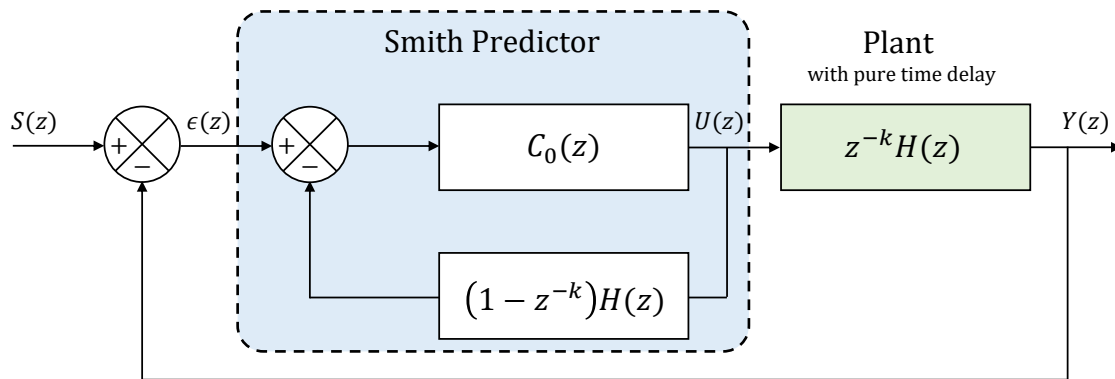 Smith Predictor
Plant
with pure time delay
S(z)
ϵ(z)
U(z)
Y(z)
+
−
+
−
C₀(z)
z⁻ᵏH(z)
(1 − z⁻ᵏ)H(z)